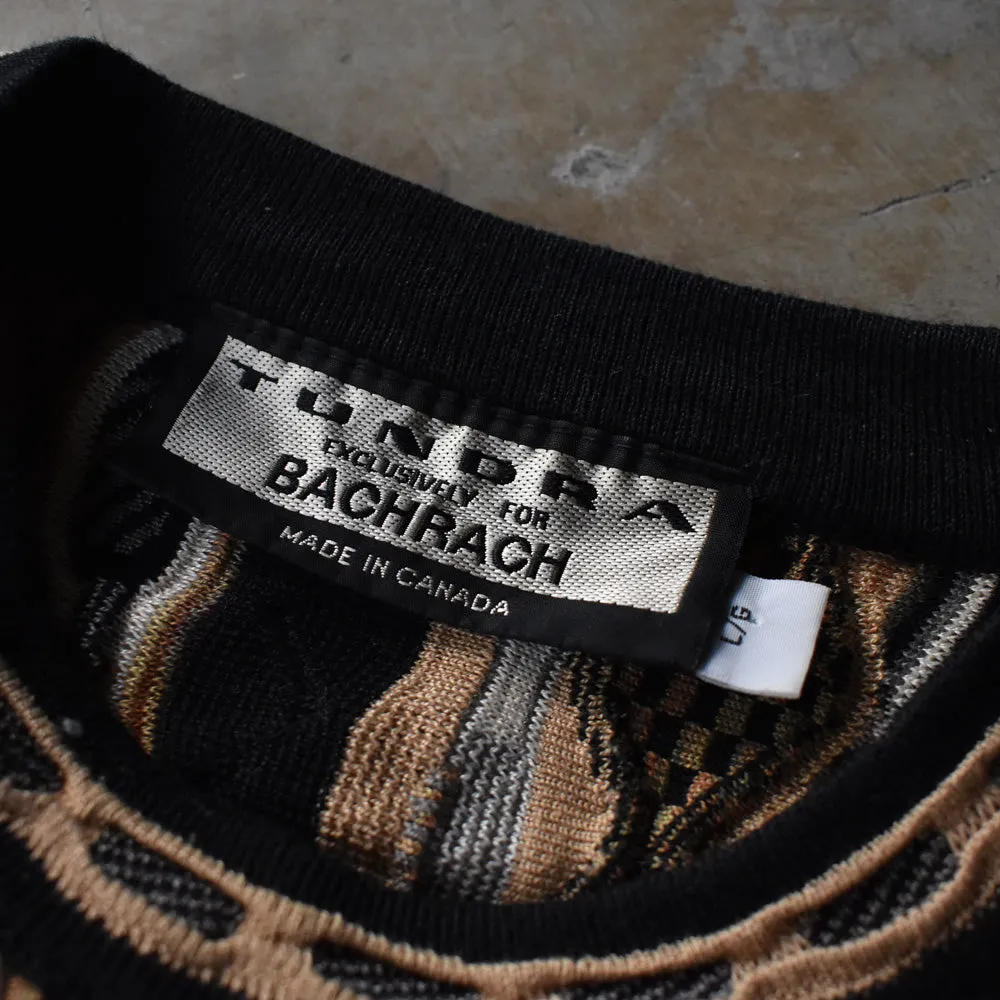 TUNDRA
EXCLUSIVELY FOR
BACHRACH
MADE IN CANADA
L/G